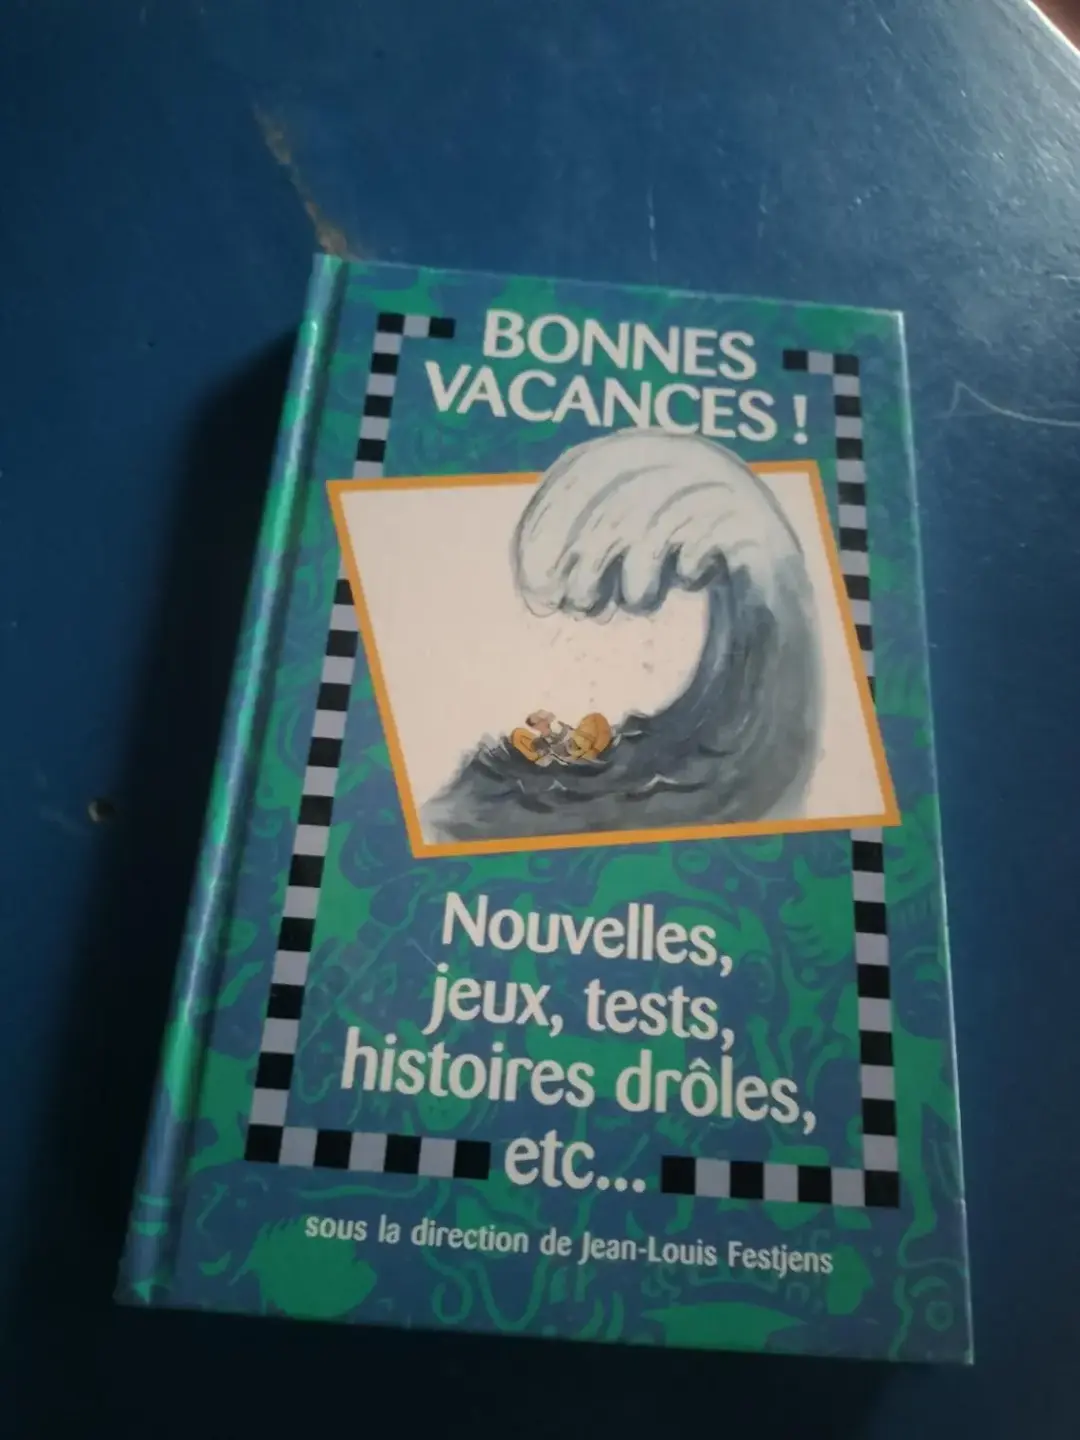 BONNES
VACANCES !
Nouvelles,
jeux, tests,
histoires drôles,
etc...
sous la direction de Jean-Louis Festjens